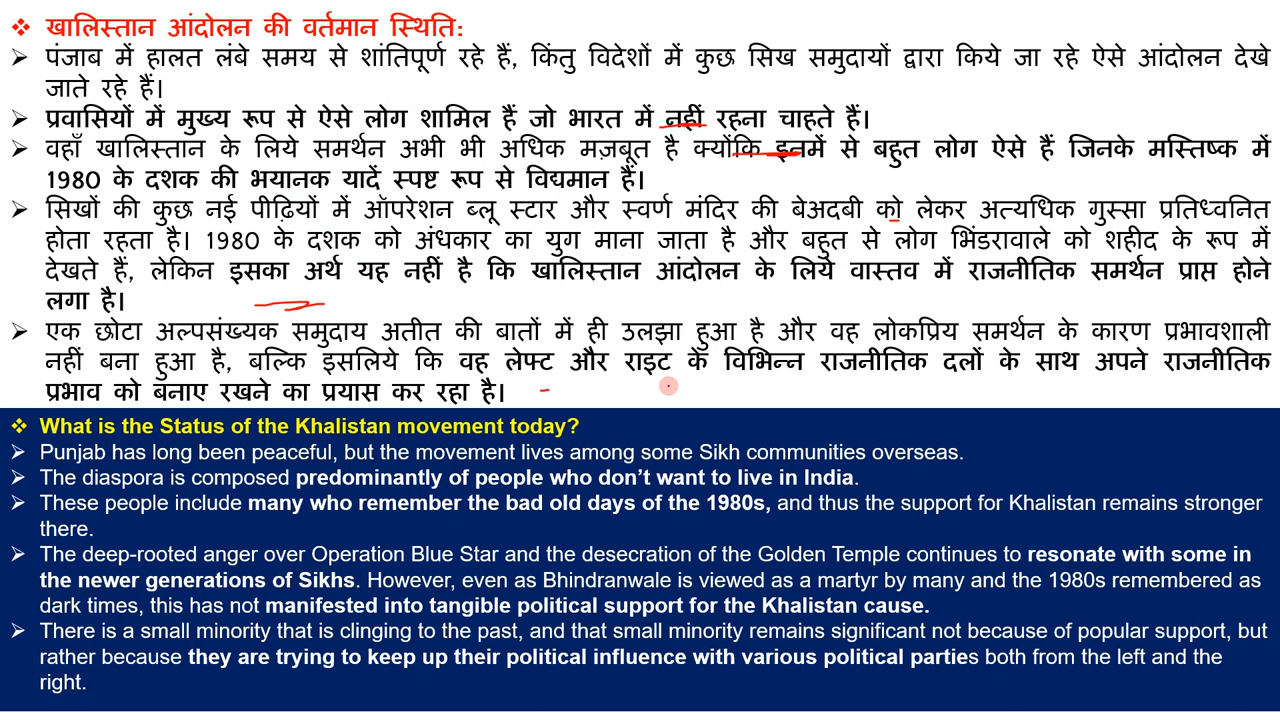 ❖ खालिस्तान आंदोलन की वर्तमान स्थिति:
➢ पंजाब में हालत लंबे समय से शांतिपूर्ण रहे हैं, किंतु विदेशों में कुछ सिख समुदायों द्वारा किये जा रहे ऐसे आंदोलन देखे
जाते रहे हैं।
➢ प्रवासियों में मुख्य रूप से ऐसे लोग शामिल हैं जो भारत में नहीं रहना चाहते हैं।
➢ वहाँ खालिस्तान के लिये समर्थन अभी भी अधिक मज़बूत है क्योंकि इनमें से बहुत लोग ऐसे हैं जिनके मस्तिष्क में
1980 के दशक की भयानक यादें स्पष्ट रूप से विद्यमान हैं।
➢ सिखों की कुछ नई पीढ़ियों में ऑपरेशन ब्लू स्टार और स्वर्ण मंदिर की बेअदबी को लेकर अत्यधिक गुस्सा प्रतिध्वनित
होता रहता है। 1980 के दशक को अंधकार का युग माना जाता है और बहुत से लोग भिंडरावाले को शहीद के रूप में
देखते हैं, लेकिन इसका अर्थ यह नहीं है कि खालिस्तान आंदोलन के लिये वास्तव में राजनीतिक समर्थन प्राप्त होने
लगा है।
➢ एक छोटा अल्पसंख्यक समुदाय अतीत की बातों में ही उलझा हुआ है और वह लोकप्रिय समर्थन के कारण प्रभावशाली
नहीं बना हुआ है, बल्कि इसलिये कि वह लेफ्ट और राइट के विभिन्न राजनीतिक दलों के साथ अपने राजनीतिक
प्रभाव को बनाए रखने का प्रयास कर रहा है।
❖ What is the Status of the Khalistan movement today?
➢ Punjab has long been peaceful, but the movement lives among some Sikh communities overseas.
➢ The diaspora is composed predominantly of people who don’t want to live in India.
➢ These people include many who remember the bad old days of the 1980s, and thus the support for Khalistan remains stronger
there.
➢ The deep-rooted anger over Operation Blue Star and the desecration of the Golden Temple continues to resonate with some in
the newer generations of Sikhs. However, even as Bhindranwale is viewed as a martyr by many and the 1980s remembered as
dark times, this has not manifested into tangible political support for the Khalistan cause.
➢ There is a small minority that is clinging to the past, and that small minority remains significant not because of popular support, but
rather because they are trying to keep up their political influence with various political parties both from the left and the
right.